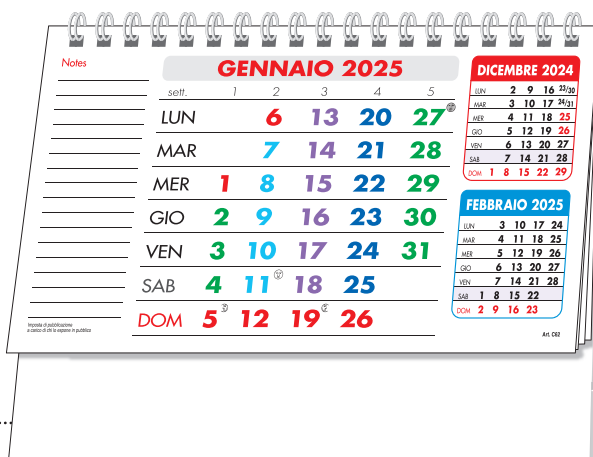 Notes
GENNAIO 2025
sett. 1 2 3 4 5
LUN 6 13 20 27
MAR 7 14 21 28
MER 1 8 15 22 29
GIO 2 9 16 23 30
VEN 3 10 17 24 31
SAB 4 11 18 25
DOM 5 12 19 26
Imposta di pubblicazione
a carico di chi la espone in pubblico
DICEMBRE 2024
LUN 2 9 16 23/30
MAR 3 10 17 24/31
MER 4 11 18 25
GIO 5 12 19 26
VEN 6 13 20 27
SAB 7 14 21 28
DOM 1 8 15 22 29
FEBBRAIO 2025
LUN 3 10 17 24
MAR 4 11 18 25
MER 5 12 19 26
GIO 6 13 20 27
VEN 7 14 21 28
SAB 1 8 15 22
DOM 2 9 16 23
Art. C62